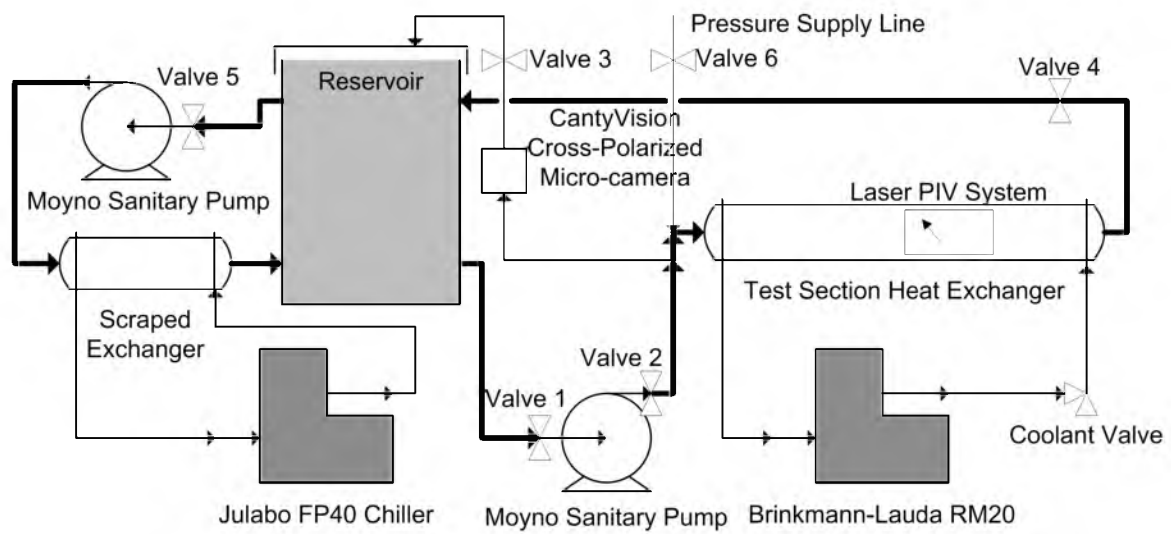 Pressure Supply Line
Valve 3
Valve 6
Valve 4
Valve 5
Reservoir
CantyVision
Cross-Polarized
Micro-camera
Moyno Sanitary Pump
Laser PIV System
Test Section Heat Exchanger
Scraped
Exchanger
Valve 2
Valve 1
Coolant Valve
Julabo FP40 Chiller
Moyno Sanitary Pump
Brinkmann-Lauda RM20